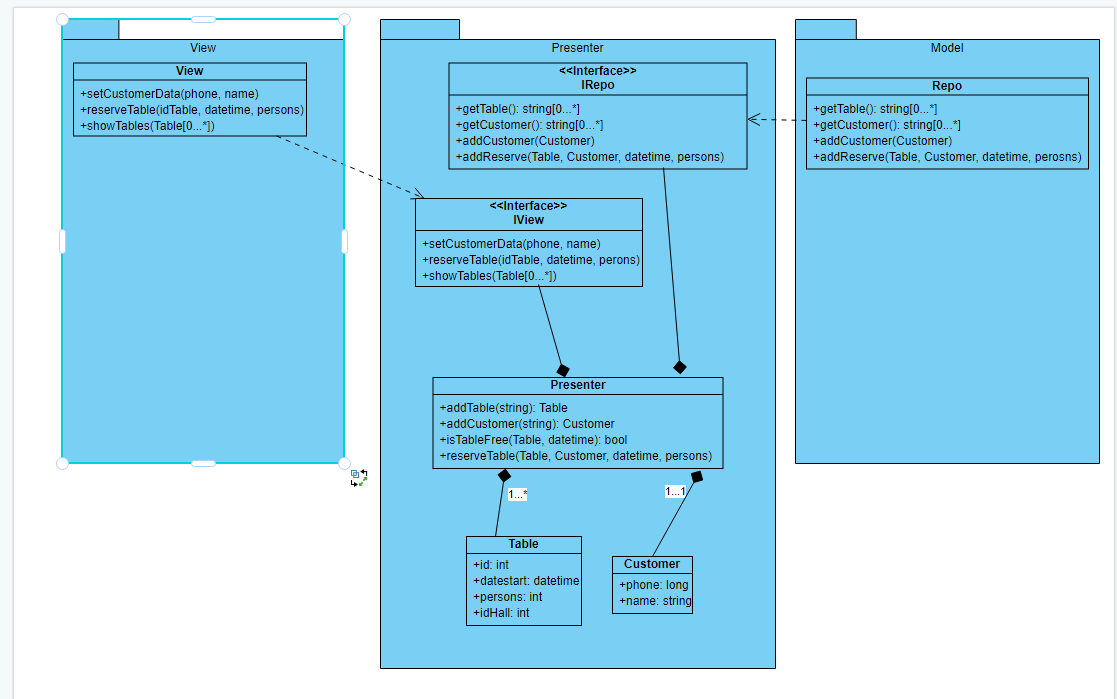 View
View
+setCustomerData(phone, name)
+reserveTable(idTable, datetime, persons)
+showTables(Table[0...*])
Presenter
<<Interface>>
IRepo
+getTable(): string[0...*]
+getCustomer(): string[0...*]
+addCustomer(Customer)
+addReserve(Table, Customer, datetime, persons)
<<Interface>>
IView
+setCustomerData(phone, name)
+reserveTable(idTable, datetime, perons)
+showTables(Table[0...*])
Presenter
+addTable(string): Table
+addCustomer(string): Customer
+isTableFree(Table, datetime): bool
+reserveTable(Table, Customer, datetime, persons)
1...*
1...1
Table
+id: int
+datestart: datetime
+persons: int
+idHall: int
Customer
+phone: long
+name: string
Model
Repo
+getTable(): string[0...*]
+getCustomer(): string[0...*]
+addCustomer(Customer)
+addReserve(Table, Customer, datetime, perosns)